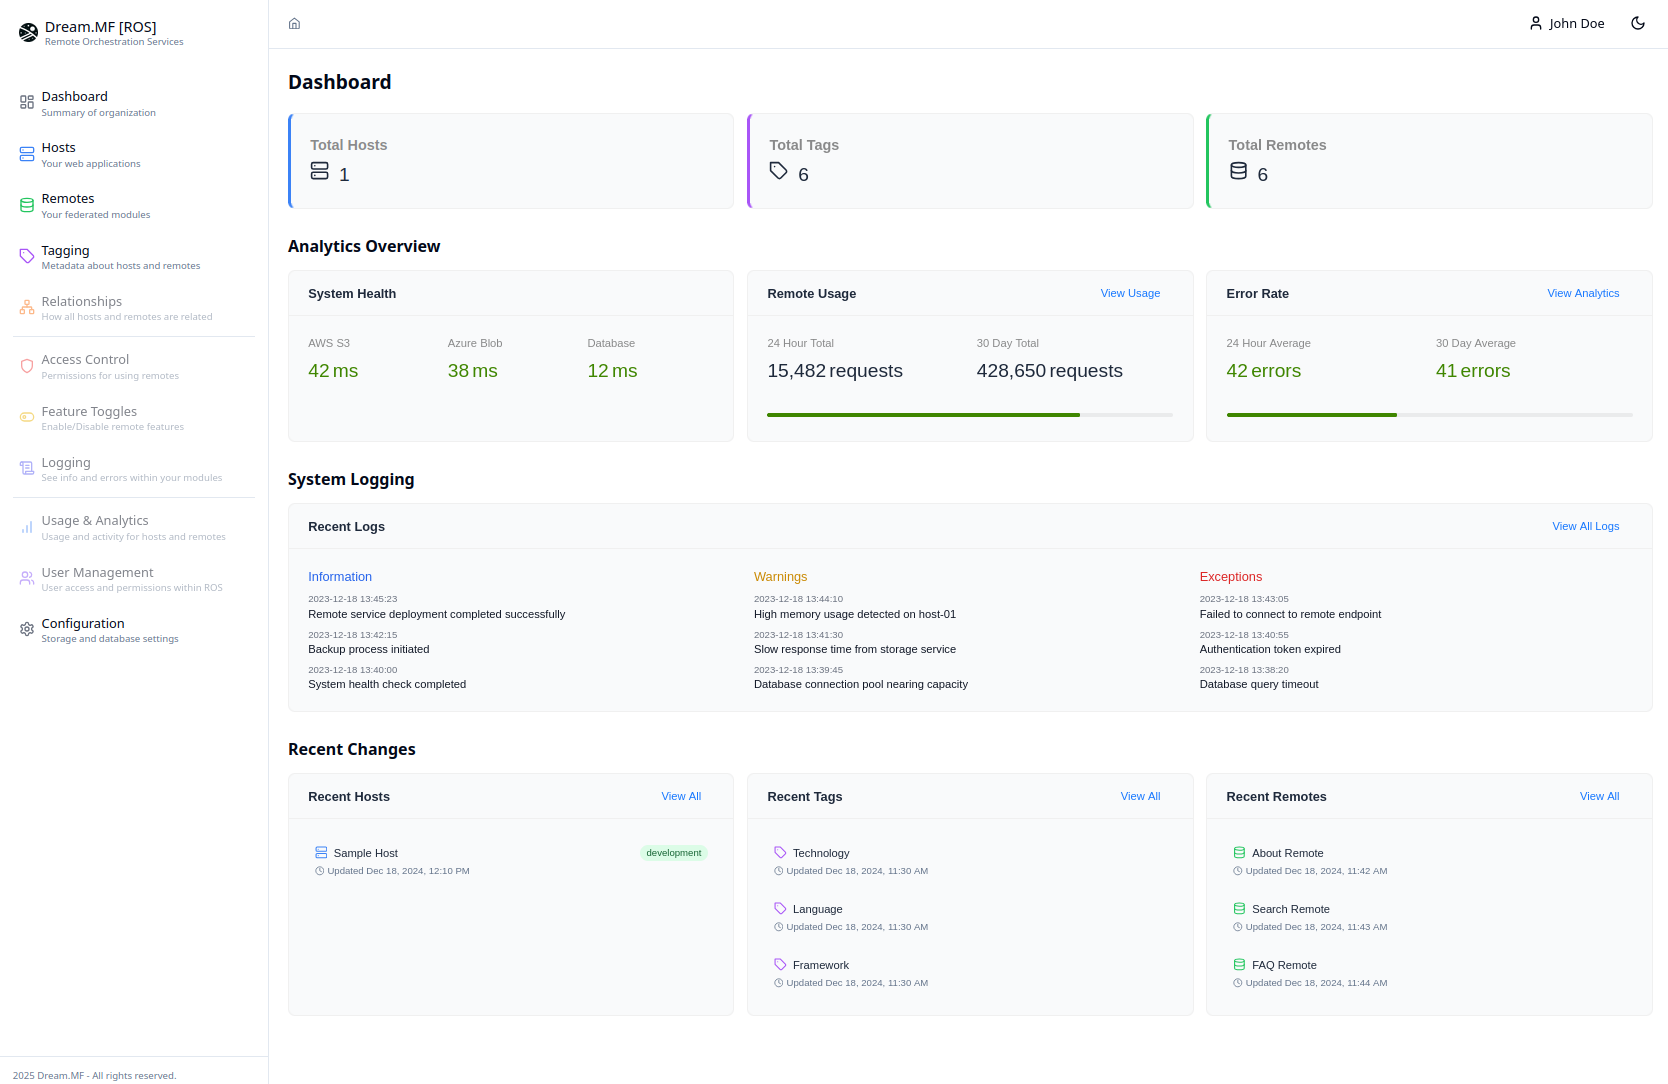 Dream.MF [ROS]
Remote Orchestration Services
Dashboard
Summary of organization
Hosts
Your web applications
Remotes
Your federated modules
Tagging
Metadata about hosts and remotes
Relationships
How all hosts and remotes are related
Access Control
Permissions for using remotes
Feature Toggles
Enable/Disable remote features
Logging
See info and errors within your modules
Usage & Analytics
Usage and activity for hosts and remotes
User Management
User access and permissions within ROS
Configuration
Storage and database settings
2025 Dream.MF - All rights reserved.
John Doe
Dashboard
Total Hosts
1
Total Tags
6
Total Remotes
6
Analytics Overview
System Health
AWS S3 Azure Blob Database
42 ms 38 ms 12 ms
Remote Usage View Usage
24 Hour Total 30 Day Total
15,482 requests 428,650 requests
Error Rate View Analytics
24 Hour Average 30 Day Average
42 errors 41 errors
System Logging
Recent Logs View All Logs
Information
2023-12-18 13:45:23
Remote service deployment completed successfully
2023-12-18 13:42:15
Backup process initiated
2023-12-18 13:40:00
System health check completed
Warnings
2023-12-18 13:44:10
High memory usage detected on host-01
2023-12-18 13:41:30
Slow response time from storage service
2023-12-18 13:39:45
Database connection pool nearing capacity
Exceptions
2023-12-18 13:43:05
Failed to connect to remote endpoint
2023-12-18 13:40:55
Authentication token expired
2023-12-18 13:38:20
Database query timeout
Recent Changes
Recent Hosts View All
Sample Host development
Updated Dec 18, 2024, 12:10 PM
Recent Tags View All
Technology
Updated Dec 18, 2024, 11:30 AM
Language
Updated Dec 18, 2024, 11:30 AM
Framework
Updated Dec 18, 2024, 11:30 AM
Recent Remotes View All
About Remote
Updated Dec 18, 2024, 11:42 AM
Search Remote
Updated Dec 18, 2024, 11:43 AM
FAQ Remote
Updated Dec 18, 2024, 11:44 AM